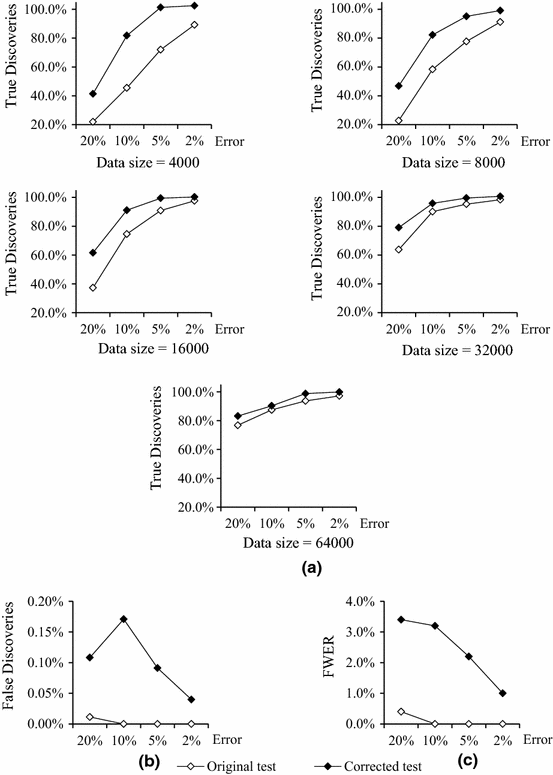 True Discoveries
100.0%
80.0%
60.0%
40.0%
20.0%
20% 10% 5% 2% Error
Data size = 4000
True Discoveries
100.0%
80.0%
60.0%
40.0%
20.0%
20% 10% 5% 2% Error
Data size = 8000
True Discoveries
100.0%
80.0%
60.0%
40.0%
20.0%
20% 10% 5% 2% Error
Data size = 16000
True Discoveries
100.0%
80.0%
60.0%
40.0%
20.0%
20% 10% 5% 2% Error
Data size = 32000
True Discoveries
100.0%
80.0%
60.0%
40.0%
20.0%
20% 10% 5% 2% Error
Data size = 64000
(a)
False Discoveries
0.20%
0.15%
0.10%
0.05%
0.00%
20% 10% 5% 2% Error
(b)
FWER
4.0%
3.0%
2.0%
1.0%
0.0%
20% 10% 5% 2% Error
(c)
Original test
Corrected test